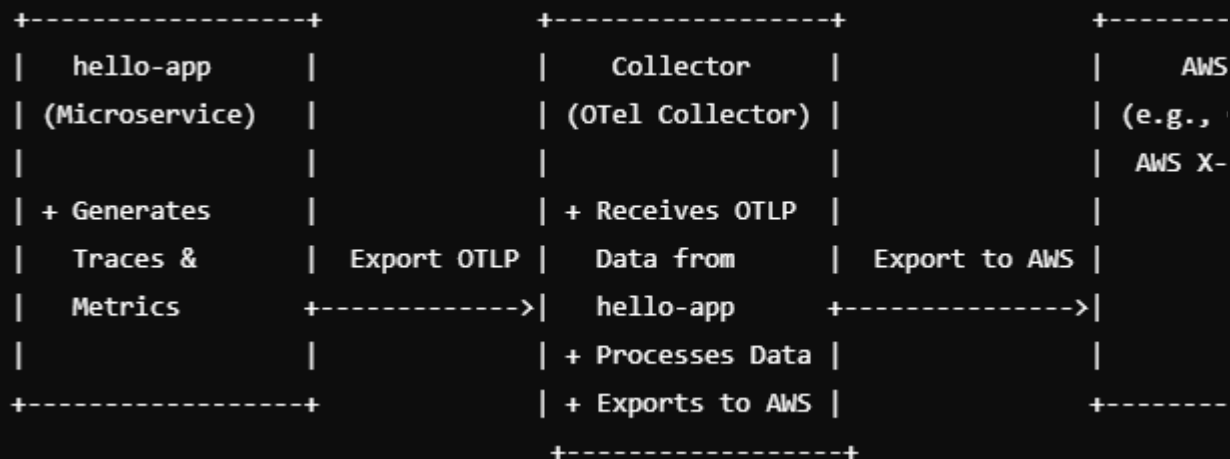 +------------------+ +------------------+ +--------
| hello-app | | Collector | | AWS
| (Microservice) | | (OTel Collector) | | (e.g.,
| | | | | AWS X-
| + Generates | | + Receives OTLP | |
| Traces & | Export OTLP | Data from | Export to AWS |
| Metrics +------------->| hello-app +--------------->|
| | | + Processes Data | |
+------------------+ | + Exports to AWS | +--------
+------------------+